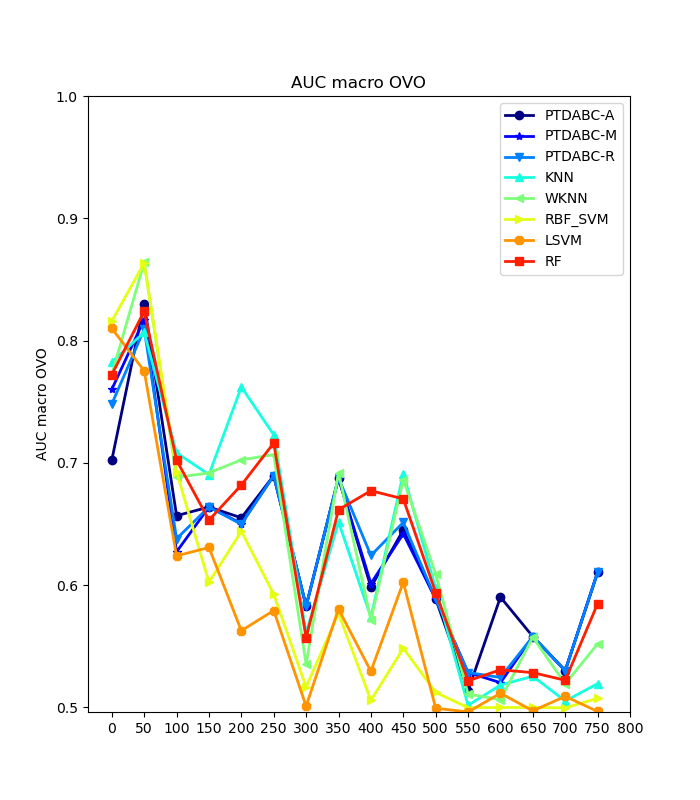 AUC macro OVO
1.0
0.9
0.8
0.7
0.6
0.5
AUC macro OVO
PTDABC-A
PTDABC-M
PTDABC-R
KNN
WKNN
RBF_SVM
LSVM
RF
0 50 100 150 200 250 300 350 400 450 500 550 600 650 700 750 800